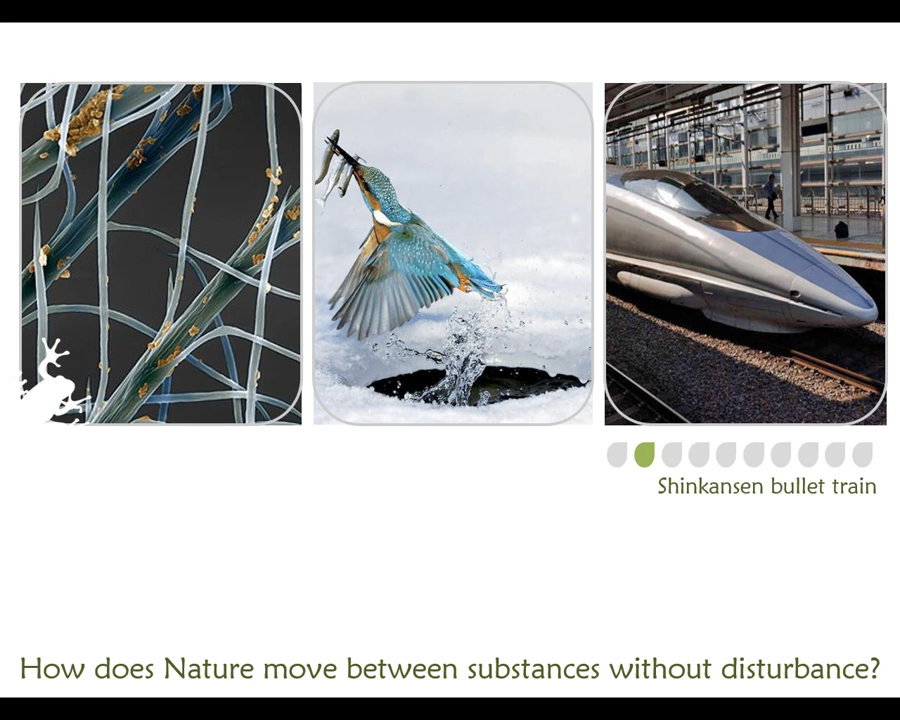 Shinkansen bullet train
How does Nature move between substances without disturbance?